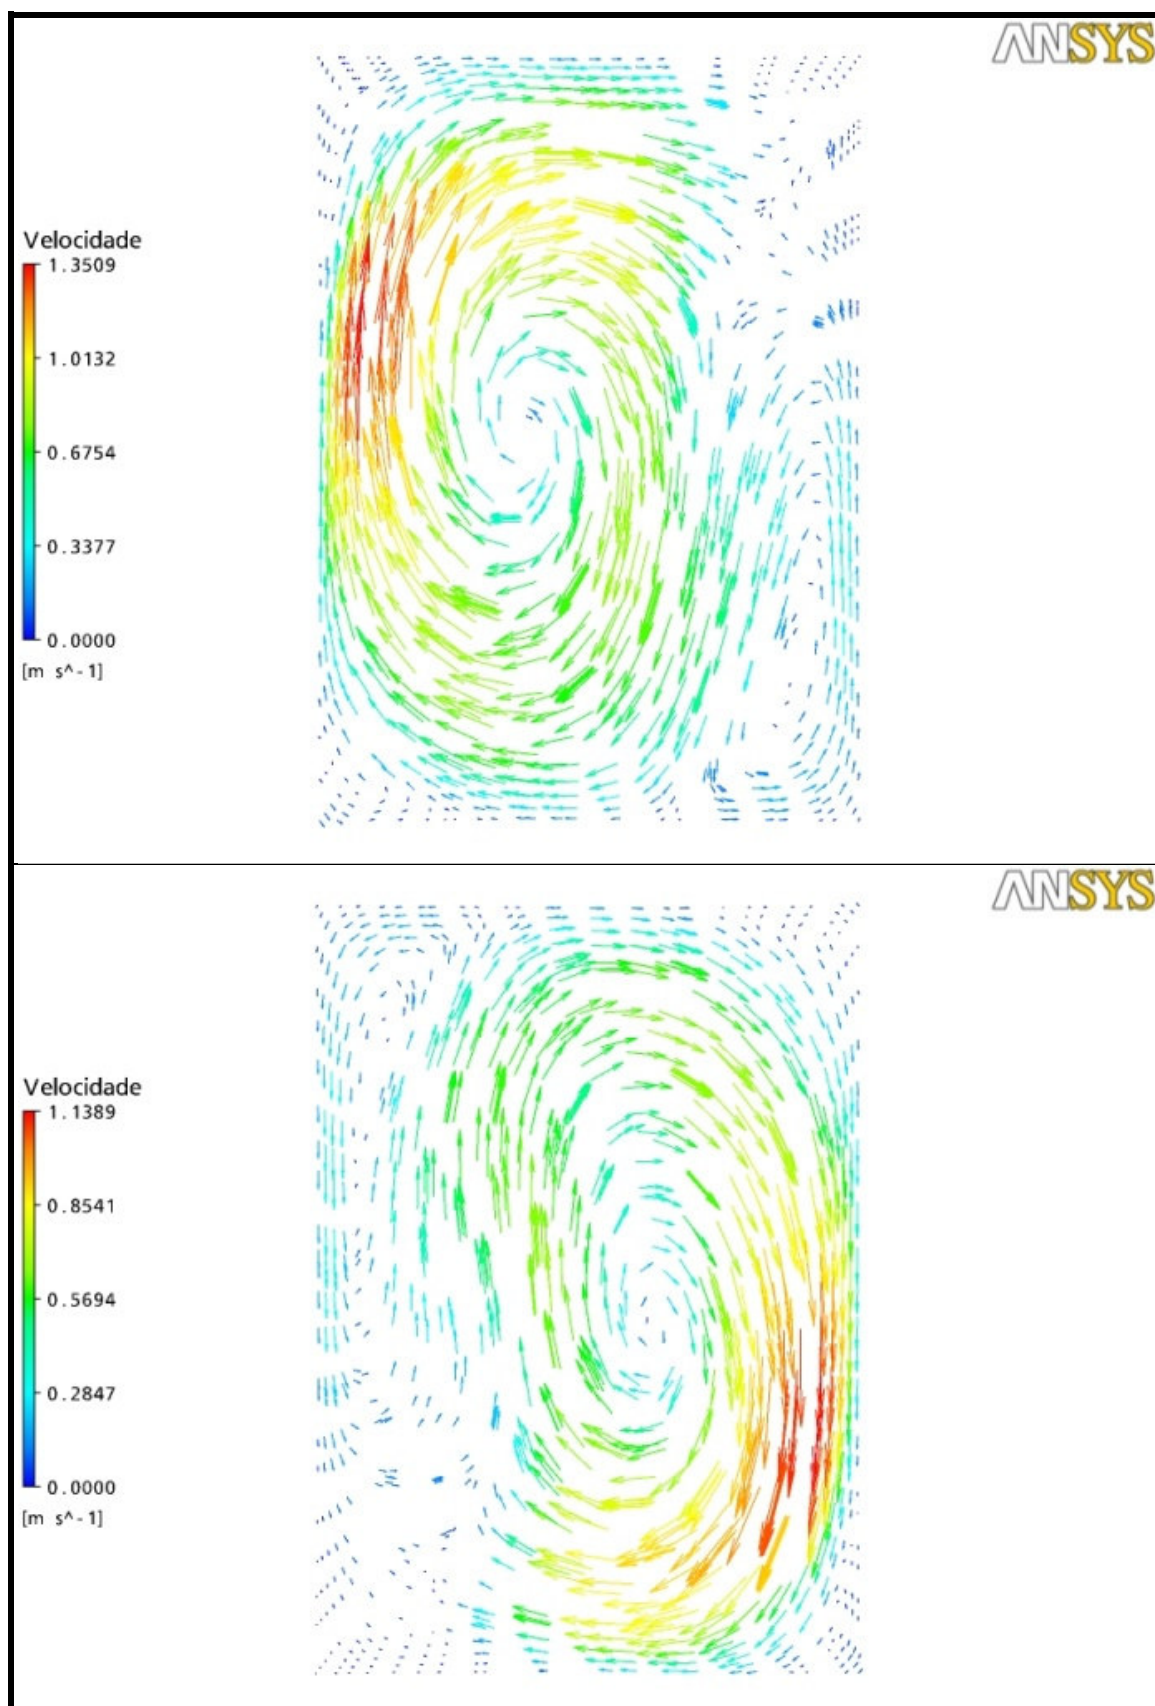 ANSYS
Velocidade
1.3509
1.0132
0.6754
0.3377
0.0000
[m s^-1]
ANSYS
Velocidade
1.1389
0.8541
0.5694
0.2847
0.0000
[m s^-1]